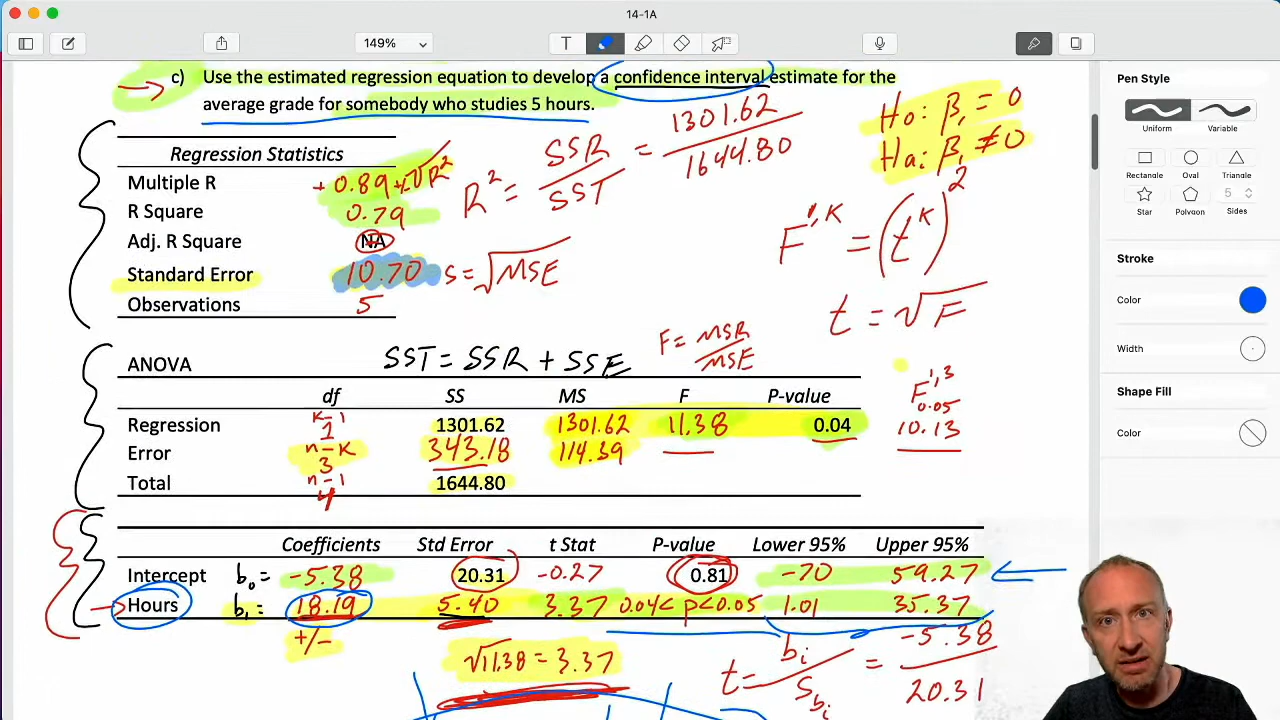 14-1A
149%
T
c) Use the estimated regression equation to develop a confidence interval estimate for the
average grade for somebody who studies 5 hours.
Regression Statistics
Multiple R +0.89 ±√R²
R Square 0.79
Adj. R Square NA
Standard Error 10.70 S = √MSE
Observations 5
R² = SSR / SST = 1301.62 / 1644.80
Ho: β₁ = 0
Ha: β₁ ≠ 0
F^1,K = (t^K)²
t = √F
ANOVA SST = SSR + SSE F = MSR / MSE
df SS MS F P-value
Regression K-1 1 1301.62 1301.62 11.38 0.04
Error n-K 3 343.18 114.39
Total n-1 4 1644.80
F 1,3 0.05
10.13
Coefficients Std Error t Stat P-value Lower 95% Upper 95%
Intercept b₀ = -5.38 20.31 -0.27 0.81 -70 59.27
Hours b₁ = 18.19 5.40 3.37 0.04< p<0.05 1.01 35.37
+/-
√11.38 = 3.37
t = bᵢ / S bᵢ = -5.38 / 20.31
Pen Style
Uniform Variable
Rectangle Oval Triangle
5
Star Polygon Sides
Stroke
Color
Width
Shape Fill
Color